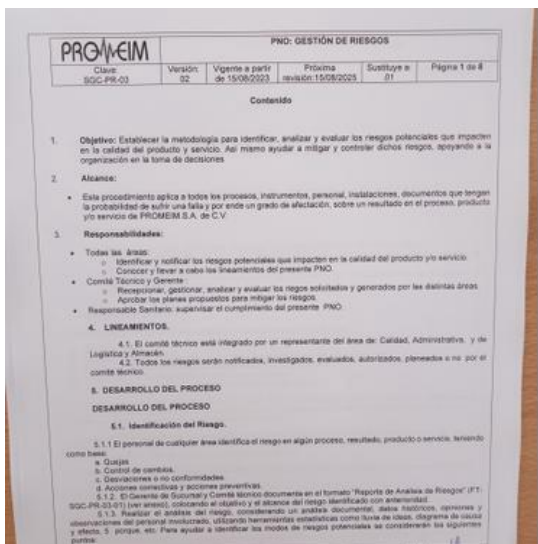 PROMEIM
PNO: GESTIÓN DE RIESGOS
Clave: SGC-PR-03
Versión: 02
Vigente a partir de 15/08/2023
Próxima revisión: 15/08/2025
Sustituye a: 01
Página 1 de 8
Contenido
1. Objetivo: Establecer la metodología para identificar, analizar y evaluar los riesgos potenciales que impacten
en la calidad del producto y servicio. Así mismo ayudar a mitigar y controlar dichos riesgos, apoyando a la
organización en la toma de decisiones
2. Alcance:
• Este procedimiento aplica a todos los procesos, instrumentos, personal, instalaciones, documentos que tengan
la probabilidad de sufrir una falla y por ende un grado de afectación, sobre un resultado en el proceso, producto
y/o servicio de PROMEIM S.A. de C.V
3. Responsabilidades:
• Todas las áreas:
○ Identificar y notificar los riesgos potenciales que impacten en la calidad del producto y/o servicio.
○ Conocer y llevar a cabo los lineamientos del presente PNO.
• Comité Técnico y Gerente :
○ Recepcionar, gestionar, analizar y evaluar los riegos solicitados y generados por las distintas áreas.
○ Aprobar los planes propuestos para mitigar los riesgos.
• Responsable Sanitario: supervisar el cumplimiento del presente PNO.
4. LINEAMIENTOS.
4.1. El comité técnico está integrado por un representante del área de: Calidad, Administrativa, y de
Logística y Almacén.
4.2. Todos los riesgos serán notificados, investigados, evaluados, autorizados, planeados o no por el
comité técnico.
5. DESARROLLO DEL PROCESO
DESARROLLO DEL PROCESO
5.1. Identificación del Riesgo.
5.1.1 El personal de cualquier área identifica el riesgo en algún proceso, resultado, producto o servicio, teniendo
como base:
a. Quejas
b. Control de cambios.
c. Desviaciones o no conformidades.
d. Acciones correctivas y acciones preventivas.
5.1.2. El Gerente de Sucursal y Comité técnico documenta en el formato "Reporte de Análisis de Riesgos" (FT-
SGC-PR-03-01) (ver anexo), colocando el objetivo y el alcance del riesgo identificado con anterioridad.
5.1.3. Realizar el análisis del riesgo, considerando un análisis documental, datos históricos, opiniones y
observaciones del personal involucrado, utilizando herramientas estadísticas como lluvia de ideas, diagrama de causa
y efecto, 5 porque, etc. Para ayudar a identificar los modos de riesgos potenciales se considerarán los siguientes
puntos: